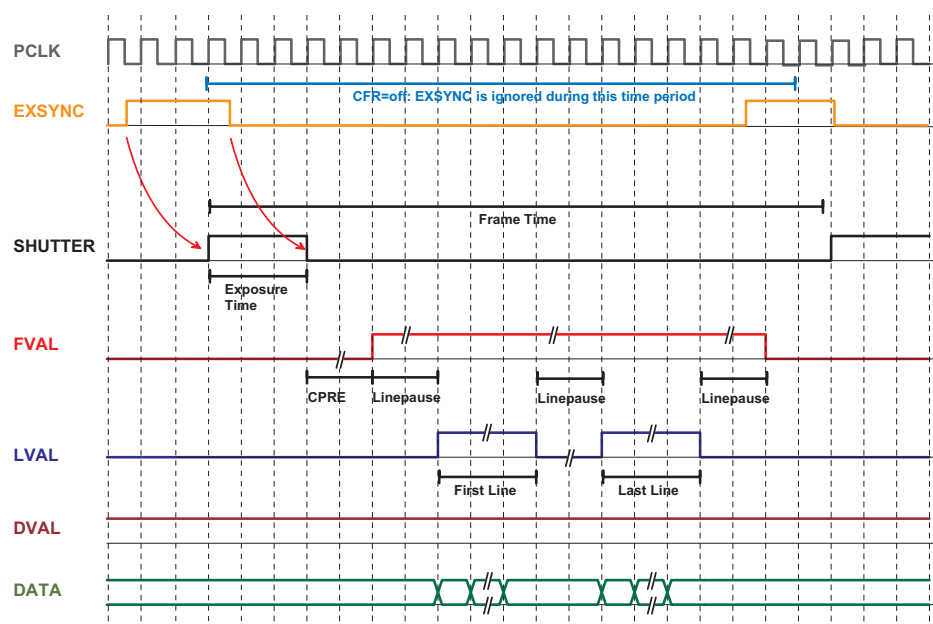 PCLK
CFR=off: EXSYNC is ignored during this time period
EXSYNC
Frame Time
SHUTTER
Exposure
Time
FVAL
CPRE
Linepause
Linepause
Linepause
LVAL
First Line
Last Line
DVAL
DATA